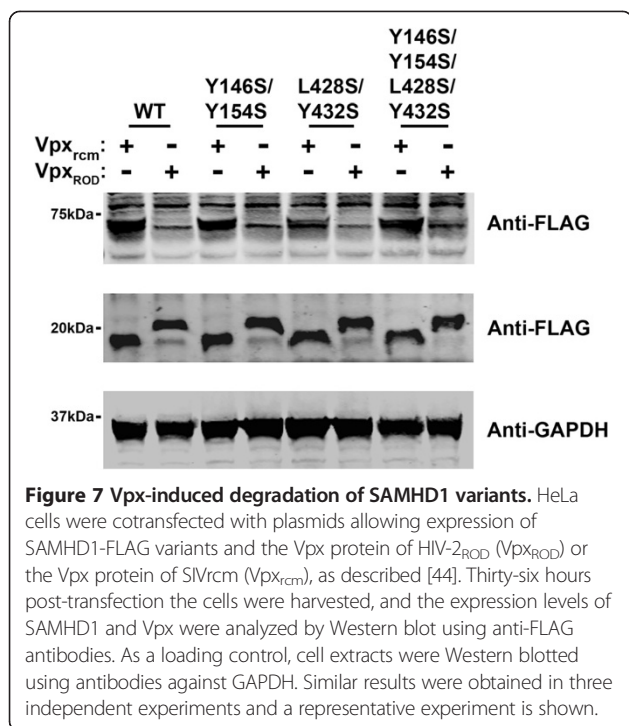 Y146S/
Y154S/
Y146S/ L428S/ L428S/
WT Y154S Y432S Y432S
Vpxrcm: + - + - + - + -
VpxROD: - + - + - + - +
75kDa-
Anti-FLAG
20kDa-
Anti-FLAG
37kDa-
Anti-GAPDH
Figure 7 Vpx-induced degradation of SAMHD1 variants. HeLa
cells were cotransfected with plasmids allowing expression of
SAMHD1-FLAG variants and the Vpx protein of HIV-2ROD (VpxROD) or
the Vpx protein of SIVrcm (Vpxrcm), as described [44]. Thirty-six hours
post-transfection the cells were harvested, and the expression levels of
SAMHD1 and Vpx were analyzed by Western blot using anti-FLAG
antibodies. As a loading control, cell extracts were Western blotted
using antibodies against GAPDH. Similar results were obtained in three
independent experiments and a representative experiment is shown.